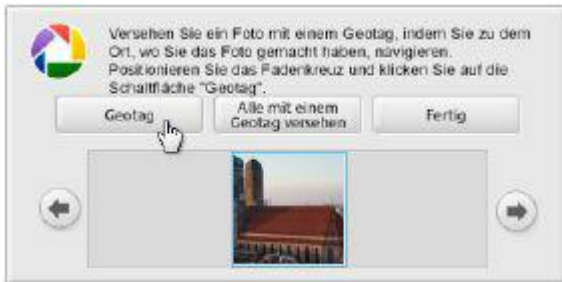 Versehen Sie ein Foto mit einem Geotag, indem Sie zu dem
Ort, wo Sie das Foto gemacht haben, navigieren.
Positionieren Sie das Fadenkreuz und klicken Sie auf die
Schaltfläche "Geotag".
Geotag
Alle mit einem
Geotag versehen
Fertig